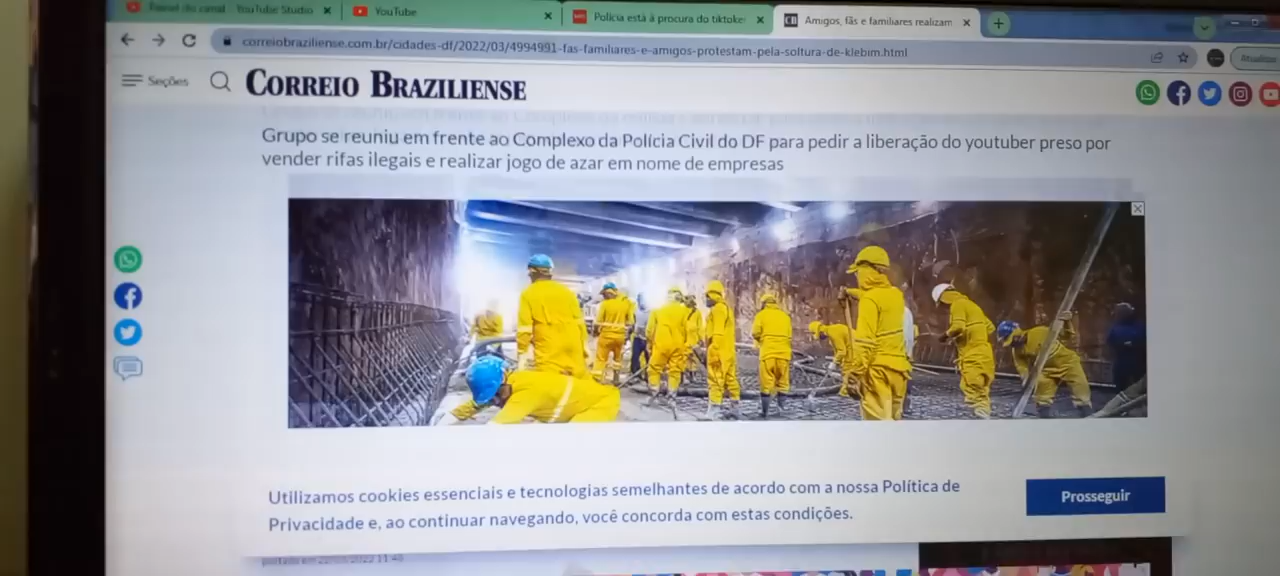 Painel do canal - YouTube Studio
YouTube
Polícia está à procura do tiktoke
Amigos, fãs e familiares realizam
correiobraziliense.com.br/cidades-df/2022/03/4994991-fas-familiares-e-amigos-protestam-pela-soltura-de-klebim.html
Atualizar
Seções
CORREIO BRAZILIENSE
Grupo se reuniu em frente ao Complexo da Polícia Civil do DF para pedir a liberação do youtuber preso por
vender rifas ilegais e realizar jogo de azar em nome de empresas
Utilizamos cookies essenciais e tecnologias semelhantes de acordo com a nossa Política de
Privacidade e, ao continuar navegando, você concorda com estas condições.
Prosseguir